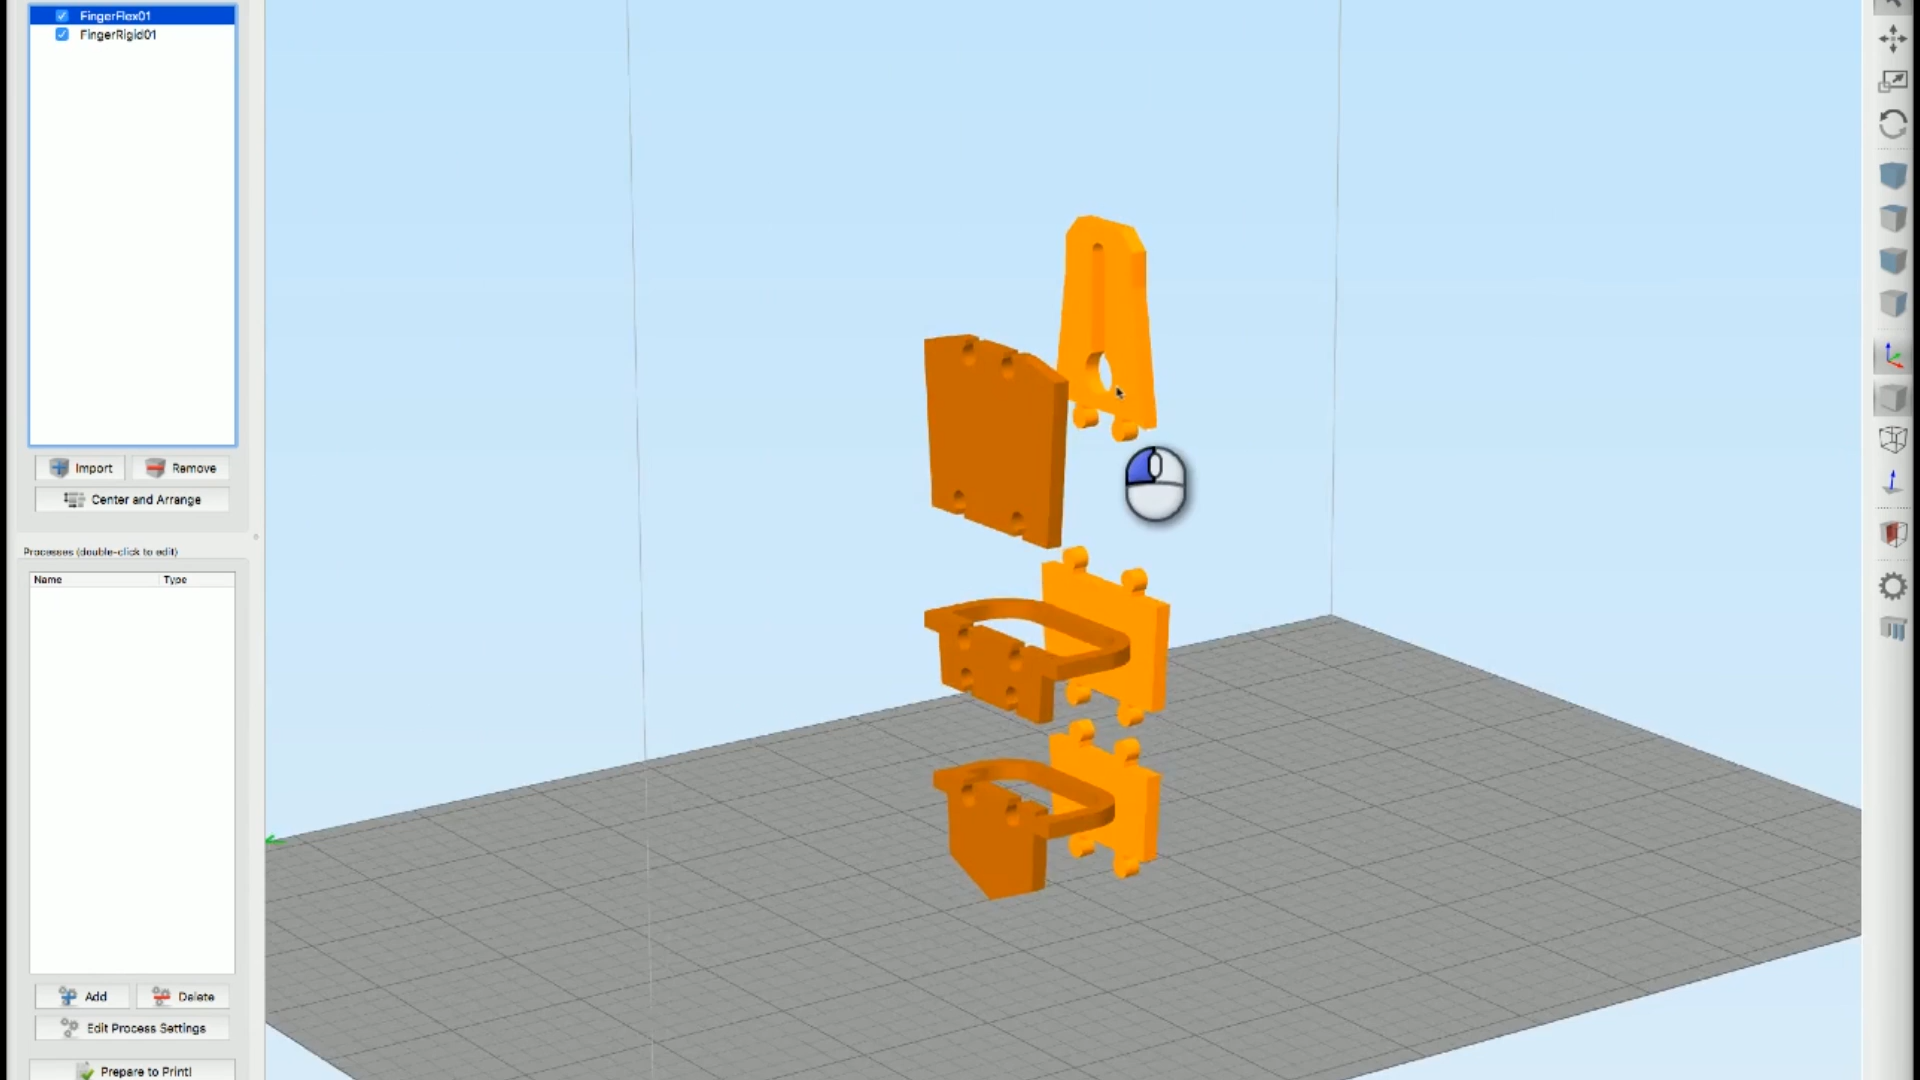 FingerFlex01
FingerRigid01
Import
Remove
Center and Arrange
Processes (double-click to edit)
Name Type
Add
Delete
Edit Process Settings
Prepare to Print!